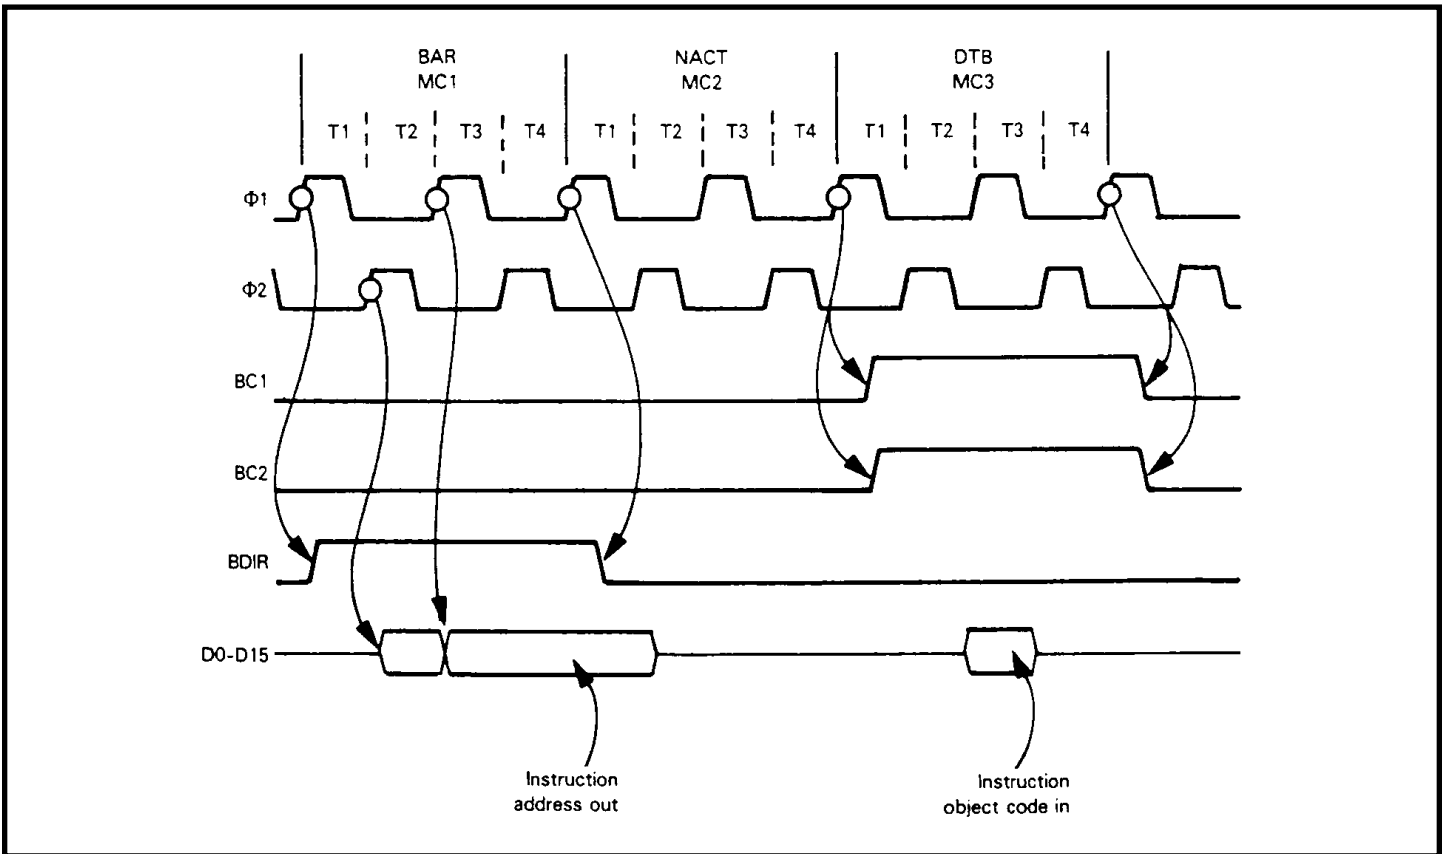 BAR NACT DTB
MC1 MC2 MC3
T1 T2 T3 T4 T1 T2 T3 T4 T1 T2 T3 T4
Φ1
Φ2
BC1
BC2
BDIR
D0-D15
Instruction
address out
Instruction
object code in